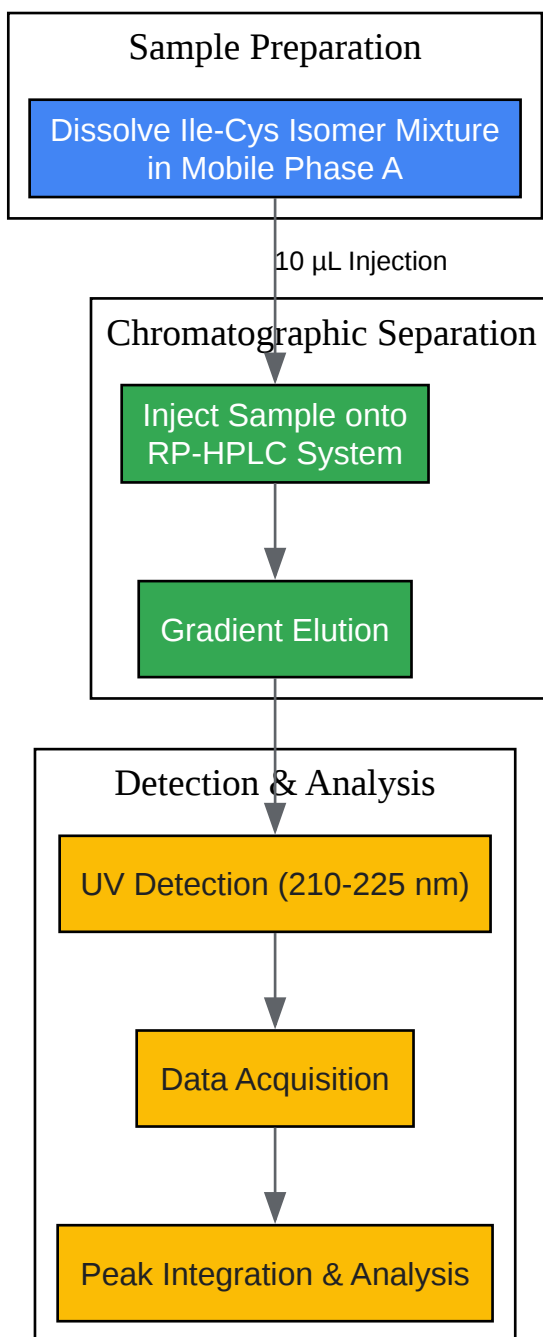 Sample Preparation
Dissolve Ile-Cys Isomer Mixture
in Mobile Phase A
10 µL Injection
Chromatographic Separation
Inject Sample onto
RP-HPLC System
Gradient Elution
Detection & Analysis
UV Detection (210-225 nm)
Data Acquisition
Peak Integration & Analysis